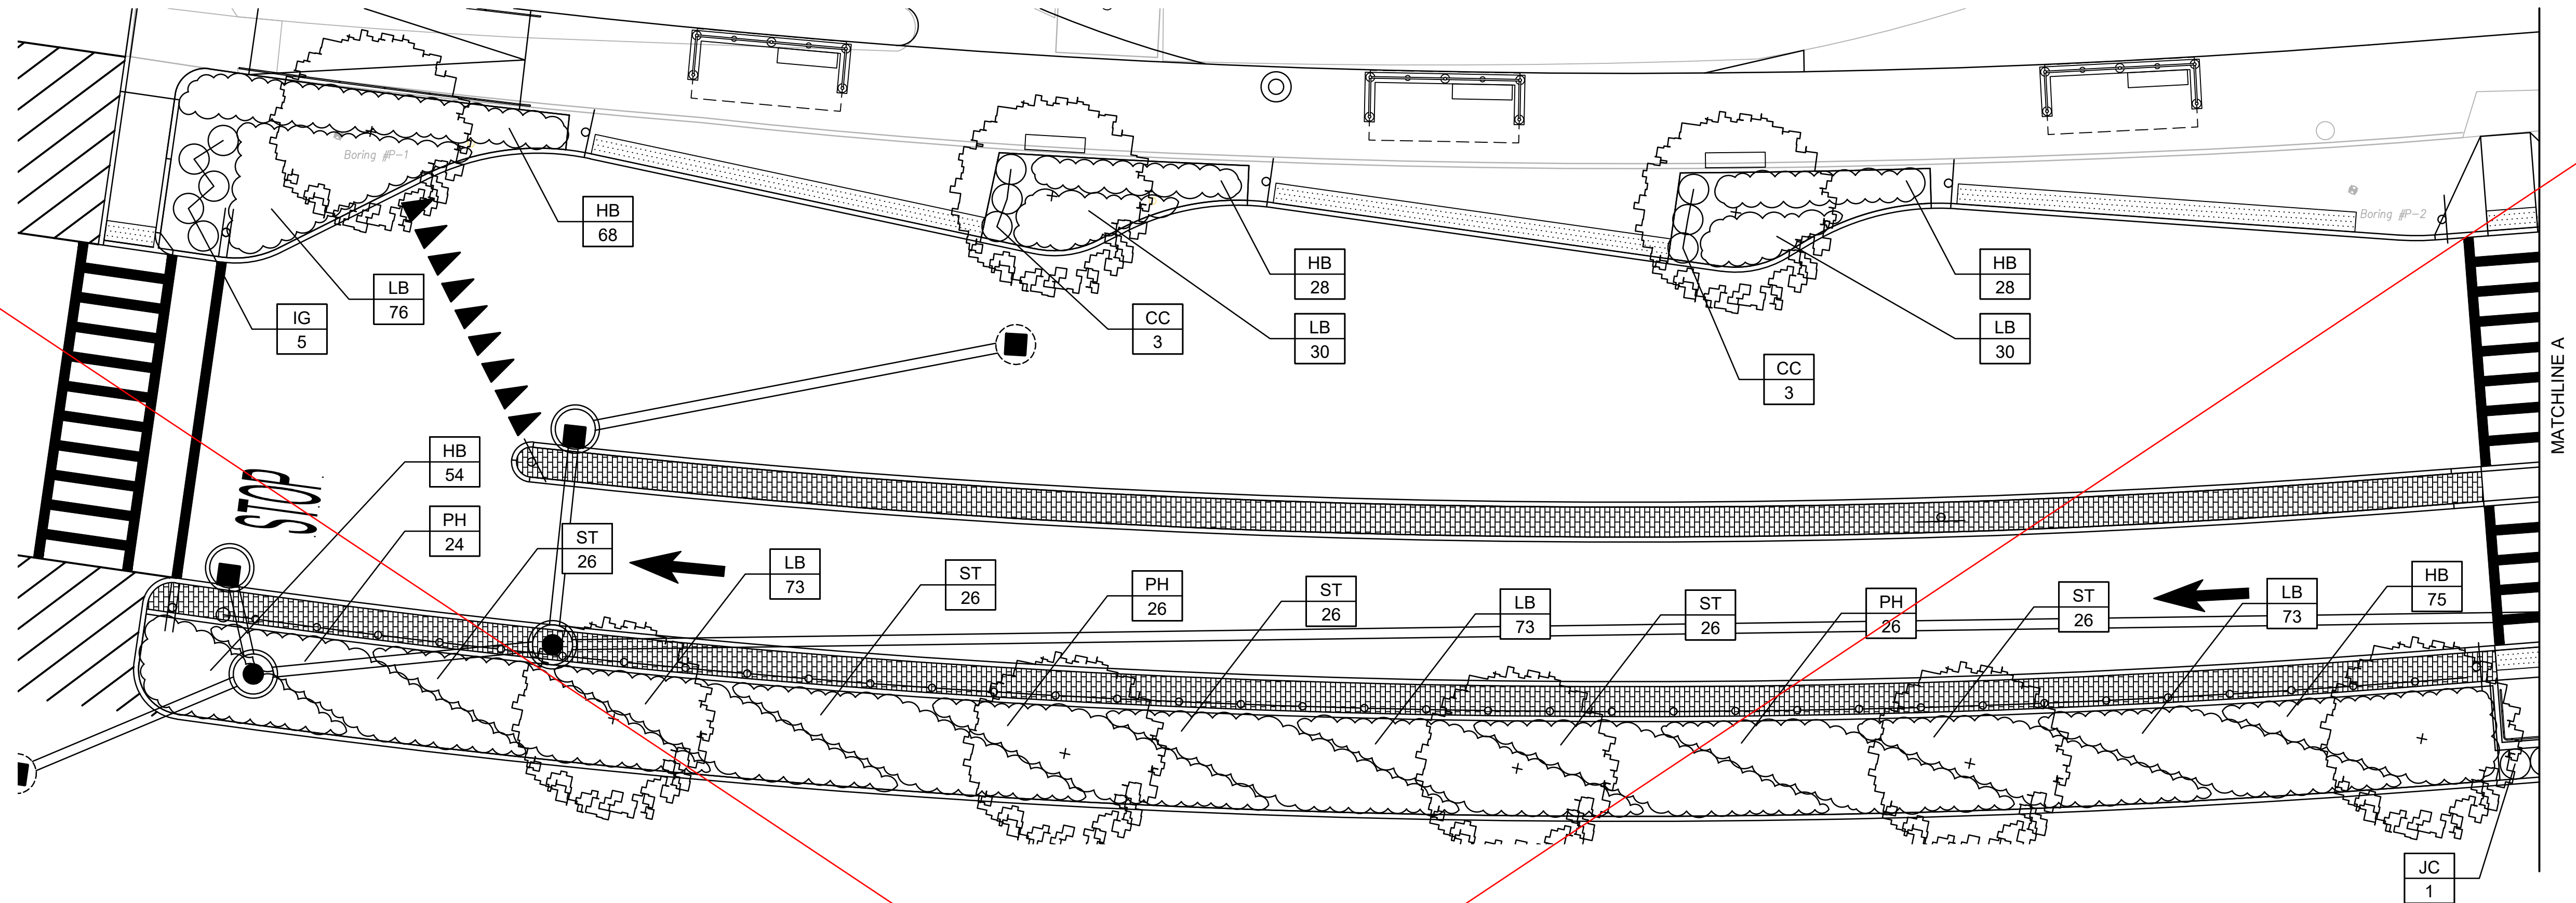 Boring #P-1
HB
68
LB
76
IG
5
HB
28
LB
30
CC
3
HB
28
LB
30
CC
3
Boring #P-2
MATCHLINE A
STOP
HB
54
PH
24
ST
26
LB
73
ST
26
PH
26
ST
26
LB
73
ST
26
PH
26
ST
26
LB
73
HB
75
JC
1